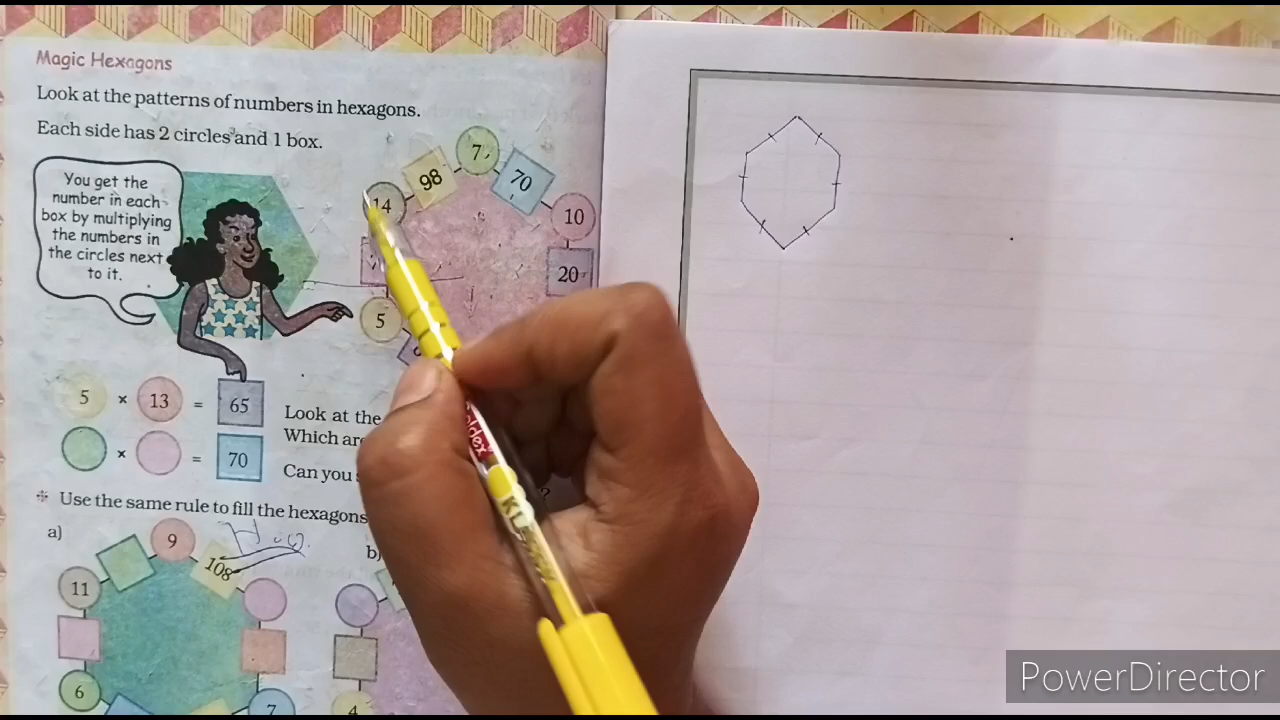 Magic Hexagons
Look at the patterns of numbers in hexagons.
Each side has 2 circles and 1 box.
You get the
number in each
box by multiplying
the numbers in
the circles next
to it.
7
98
70
14
10
20
5
5 × 13 = 65
× = 70
Look at the
Which are
Can you
?
* Use the same rule to fill the hexagons
a)
9
108
11
6
7
b)
4
PowerDirector